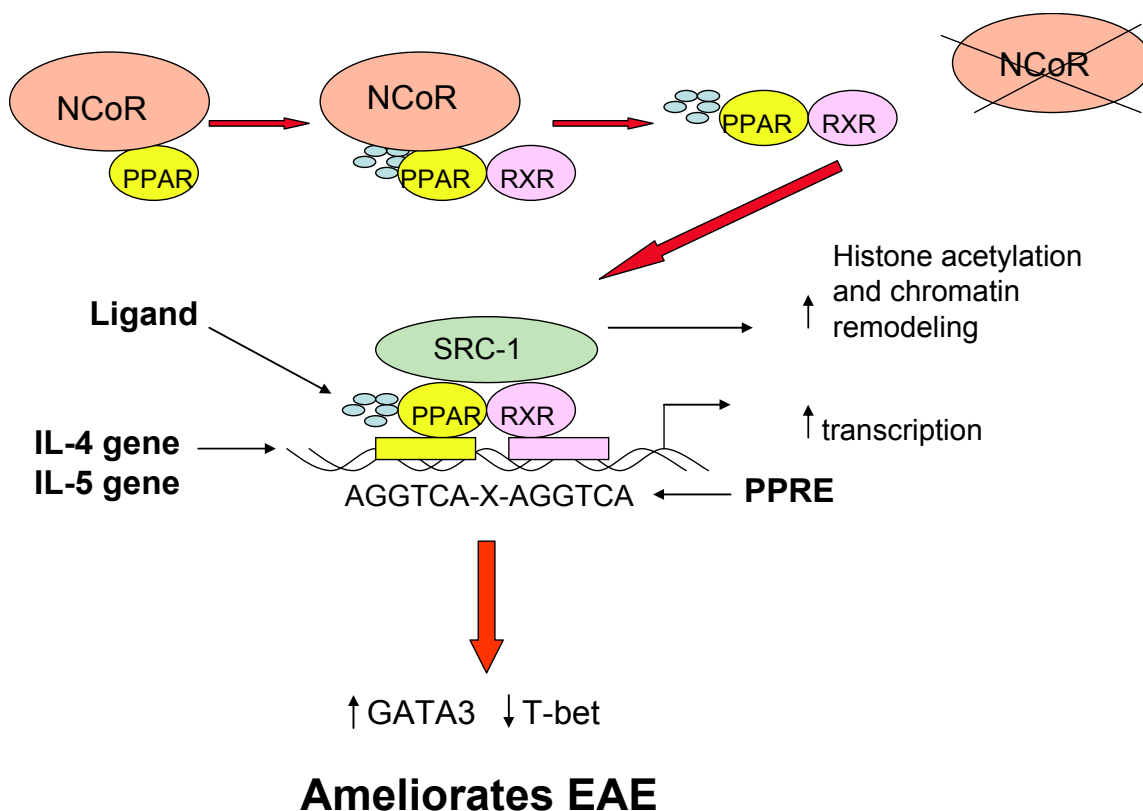 NCoR
NCoR
NCoR
PPAR
PPAR
RXR
PPAR
RXR
Histone acetylation
and chromatin
↑ remodeling
Ligand
SRC-1
PPAR
RXR
↑ transcription
IL-4 gene
IL-5 gene
AGGTCA-X-AGGTCA
PPRE
↑ GATA3 ↓ T-bet
Ameliorates EAE